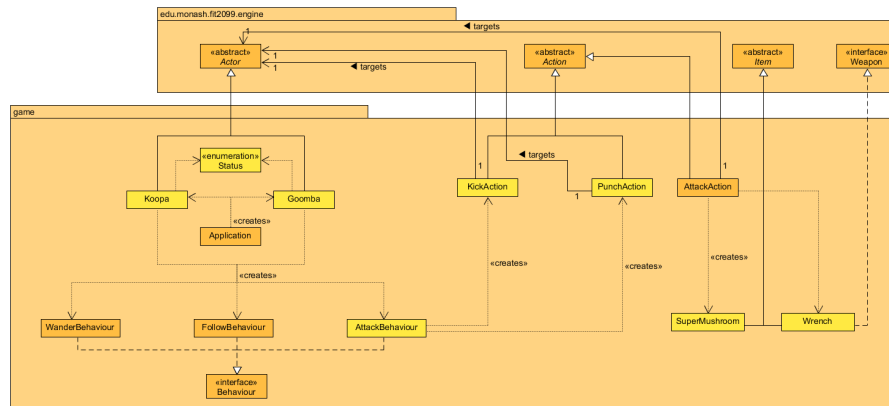 edu.monash.fit2099.engine
◄ targets
1
«abstract»
Actor
1
1
◄ targets
«abstract»
Action
«abstract»
Item
«interface»
Weapon
game
«enumeration»
Status
◄ targets
1
1
1
Koopa
Goomba
KickAction
PunchAction
AttackAction
«creates»
Application
«creates»
«creates»
«creates»
«creates»
WanderBehaviour
FollowBehaviour
AttackBehaviour
SuperMushroom
Wrench
«interface»
Behaviour